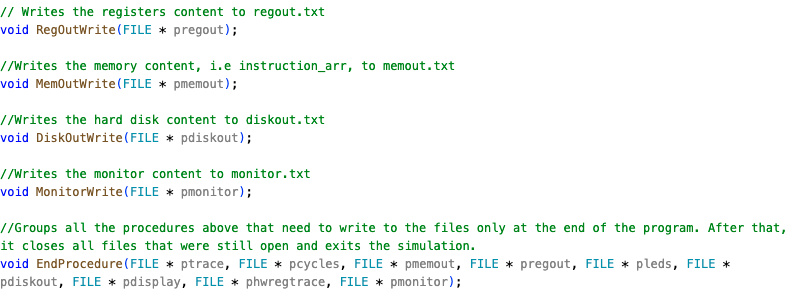 // Writes the registers content to regout.txt
void RegOutWrite(FILE * pregout);
//Writes the memory content, i.e instruction_arr, to memout.txt
void MemOutWrite(FILE * pmemout);
//Writes the hard disk content to diskout.txt
void DiskOutWrite(FILE * pdiskout);
//Writes the monitor content to monitor.txt
void MonitorWrite(FILE * pmonitor);
//Groups all the procedures above that need to write to the files only at the end of the program. After that,
it closes all files that were still open and exits the simulation.
void EndProcedure(FILE * ptrace, FILE * pcycles, FILE * pmemout, FILE * pregout, FILE * pleds, FILE *
pdiskout, FILE * pdisplay, FILE * phwregtrace, FILE * pmonitor);